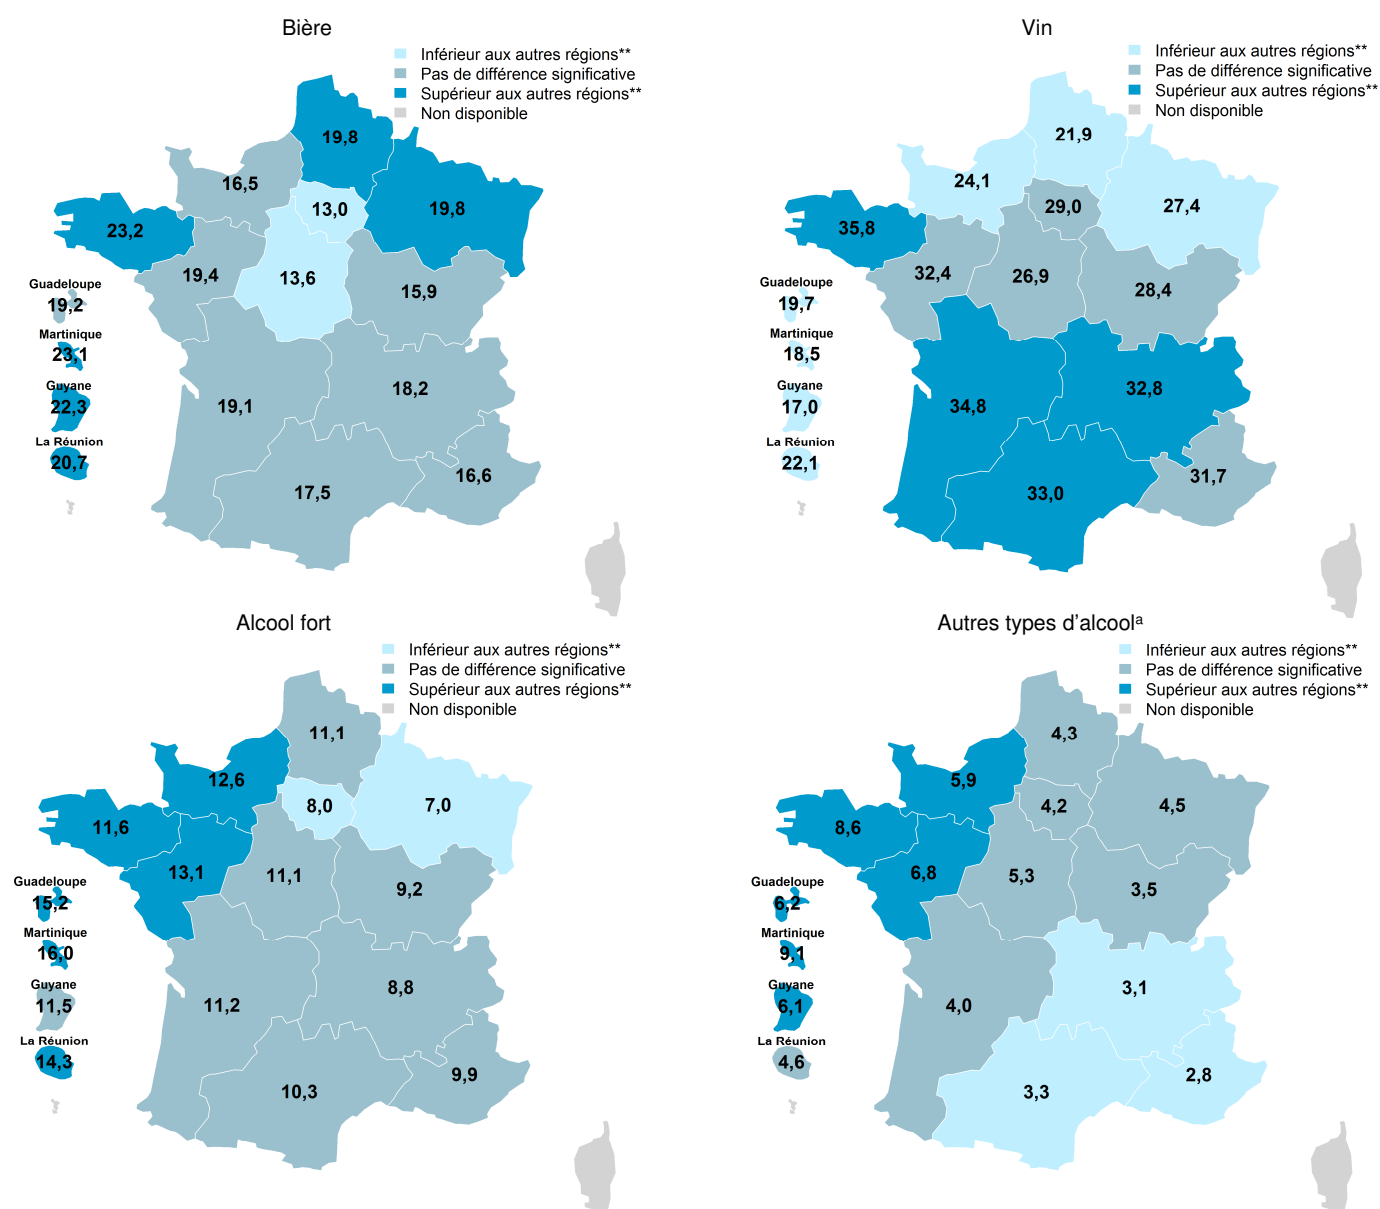 Bière
Inférieur aux autres régions**
Pas de différence significative
Supérieur aux autres régions**
Non disponible
19,8
16,5
13,0
19,8
23,2
19,4
13,6
15,9
Guadeloupe
19,2
Martinique
23,1
Guyane
22,3
La Réunion
20,7
18,2
19,1
16,6
17,5
Vin
Inférieur aux autres régions**
Pas de différence significative
Supérieur aux autres régions**
Non disponible
21,9
24,1
29,0
27,4
35,8
32,4
26,9
28,4
Guadeloupe
19,7
Martinique
18,5
Guyane
17,0
La Réunion
22,1
32,8
34,8
31,7
33,0
Alcool fort
Inférieur aux autres régions**
Pas de différence significative
Supérieur aux autres régions**
Non disponible
11,1
12,6
8,0
7,0
11,6
13,1
11,1
9,2
Guadeloupe
15,2
Martinique
16,0
Guyane
11,5
La Réunion
14,3
8,8
11,2
9,9
10,3
Autres types d'alcoolª
Inférieur aux autres régions**
Pas de différence significative
Supérieur aux autres régions**
Non disponible
4,3
5,9
4,2
4,5
8,6
6,8
5,3
3,5
Guadeloupe
6,2
Martinique
9,1
Guyane
6,1
La Réunion
4,6
3,1
4,0
2,8
3,3